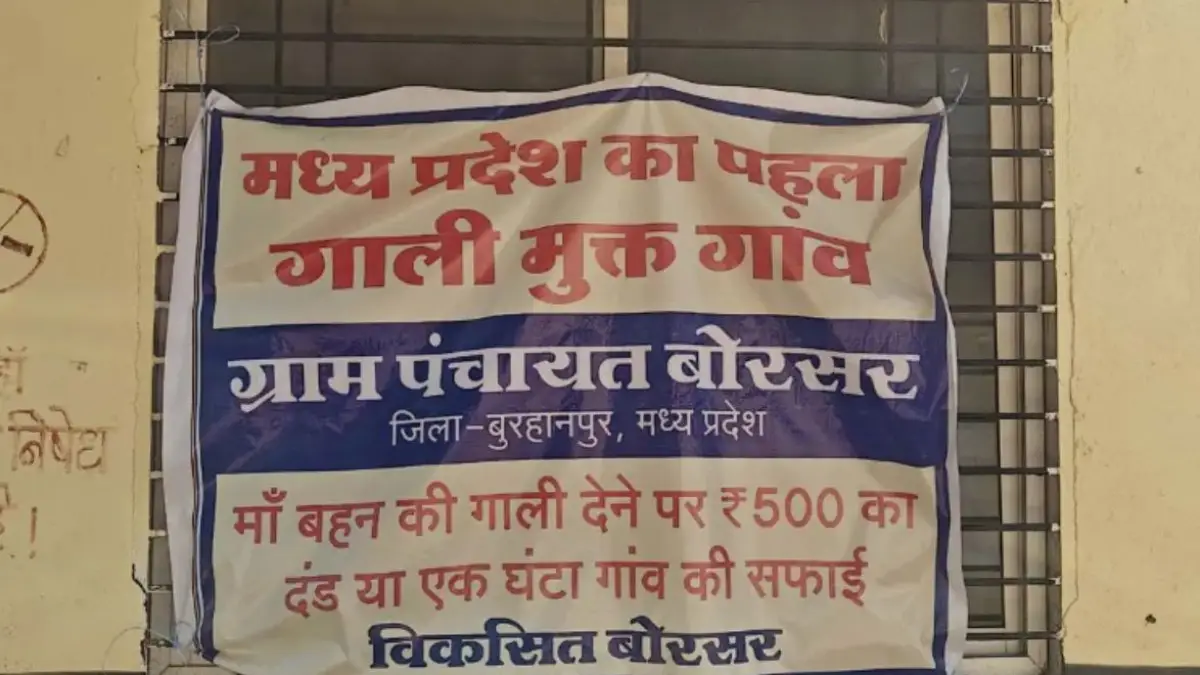 मध्य प्रदेश का पहला
गाली मुक्त गांव
ग्राम पंचायत बोरसर
जिला-बुरहानपुर, मध्य प्रदेश
माँ बहन की गाली देने पर ₹500 का
दंड या एक घंटा गांव की सफाई
विकसित बोरसर
निषेध